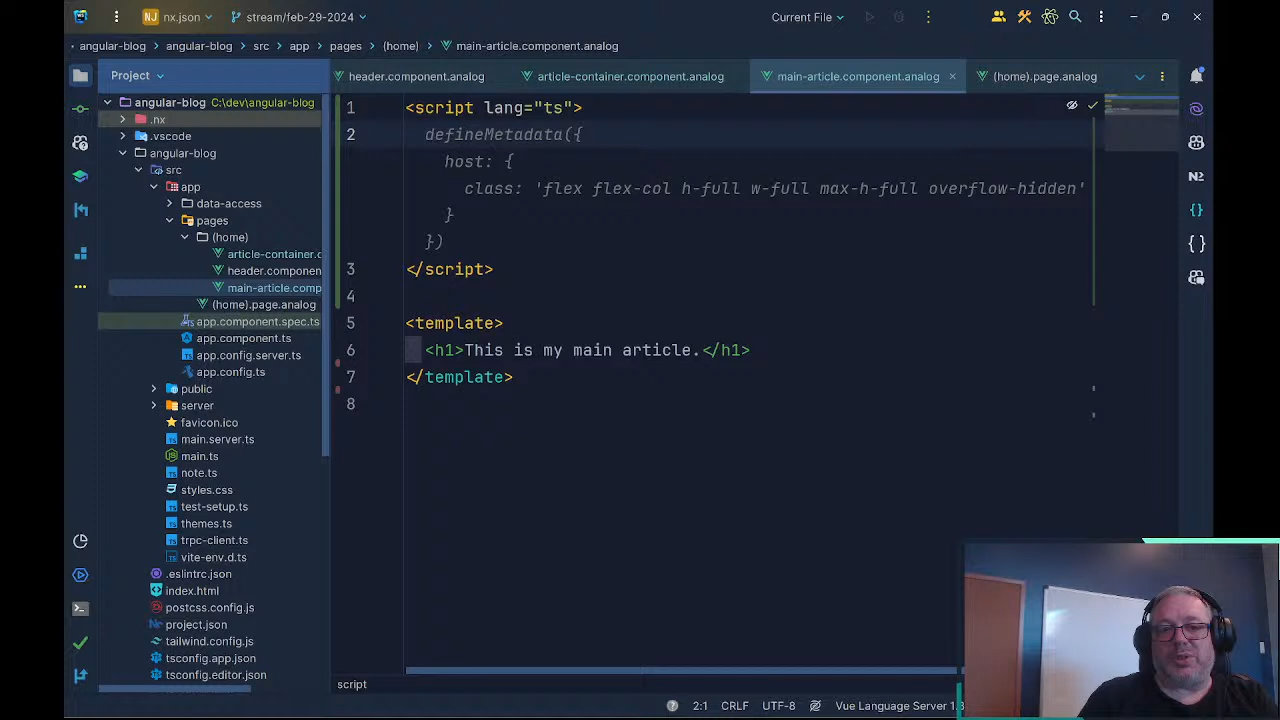 NJ nx.json
stream/feb-29-2024
Current File
angular-blog > angular-blog > src > app > pages > (home) > main-article.component.analog
Project
header.component.analog
article-container.component.analog
main-article.component.analog
(home).page.analog
angular-blog C:\dev\angular-blog
.nx
.vscode
angular-blog
src
app
data-access
pages
(home)
article-container.c
header.componen
main-article.comp
(home).page.analog
app.component.spec.ts
app.component.ts
app.config.server.ts
app.config.ts
public
server
favicon.ico
main.server.ts
main.ts
note.ts
styles.css
test-setup.ts
themes.ts
trpc-client.ts
vite-env.d.ts
.eslintrc.json
index.html
postcss.config.js
project.json
tailwind.config.js
tsconfig.app.json
tsconfig.editor.json
1 <script lang="ts">
2 defineMetadata({
host: {
class: 'flex flex-col h-full w-full max-h-full overflow-hidden'
}
})
3 </script>
4
5 <template>
6 <h1>This is my main article.</h1>
7 </template>
8
script
2:1 CRLF UTF-8 Vue Language Server 1.8